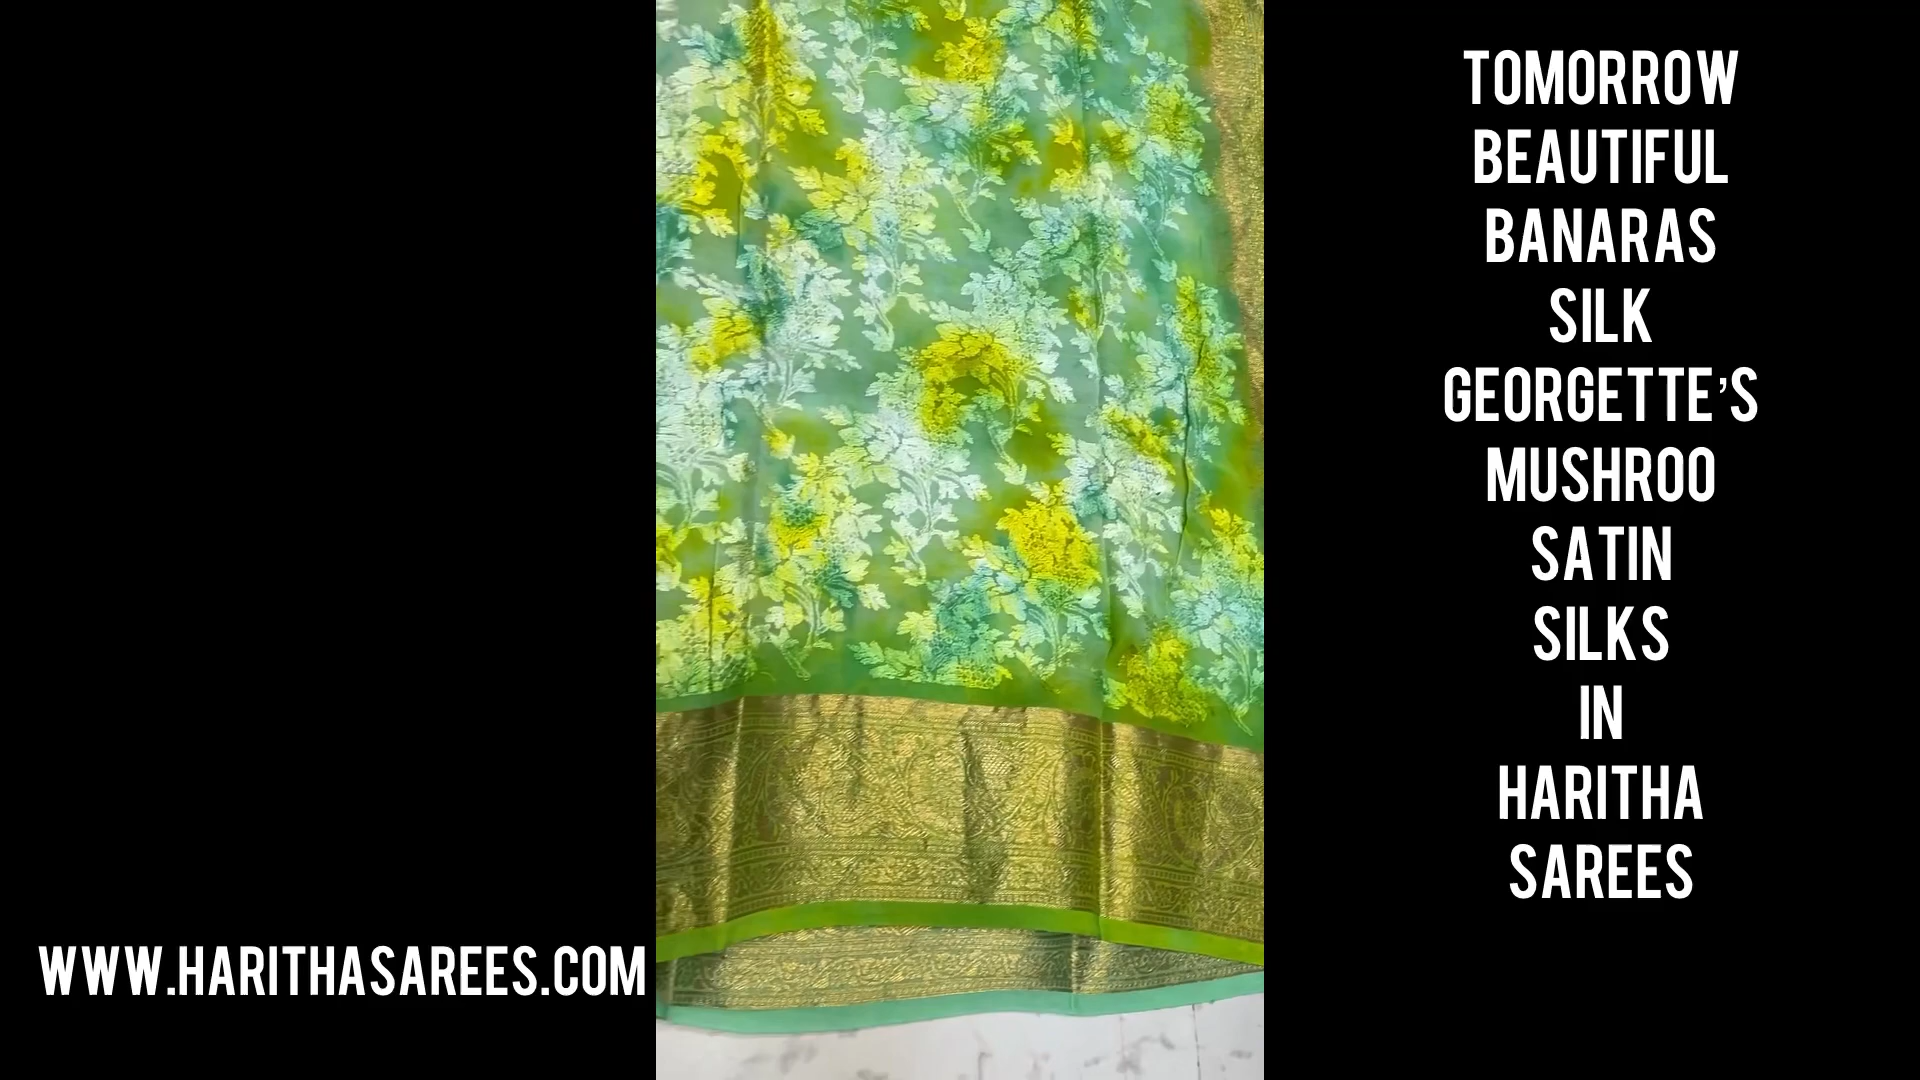 TOMORROW
BEAUTIFUL
BANARAS
SILK
GEORGETTE’S
MUSHROO
SATIN
SILKS
IN
HARITHA
SAREES
WWW.HARITHASAREES.COM